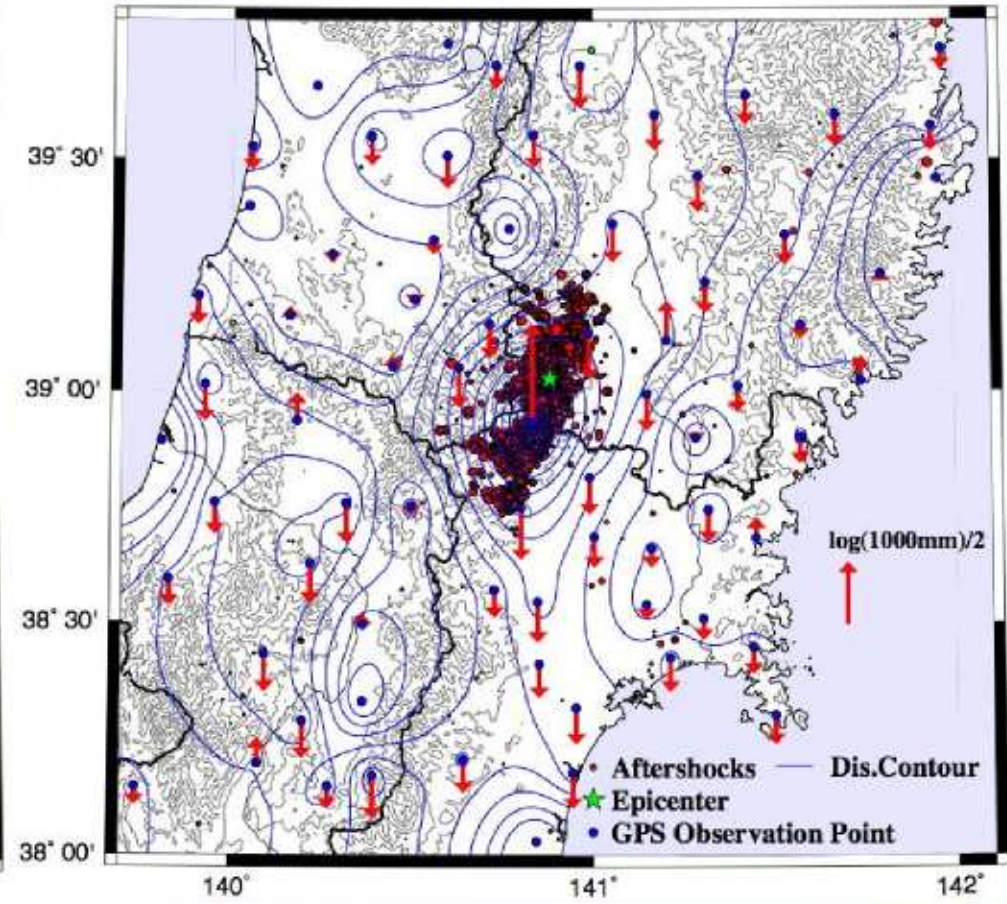 39° 30'
39° 00'
log(1000mm)/2
38° 30'
Aftershocks Dis.Contour
Epicenter
GPS Observation Point
38° 00'
140° 141° 142°